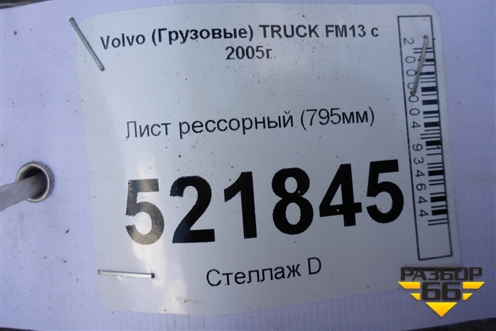 Volvo (Грузовые) TRUCK FM13 с
2005г.
Лист рессорный (795мм)
521845
Стеллаж D
2000004934644
РАЗБОР
66